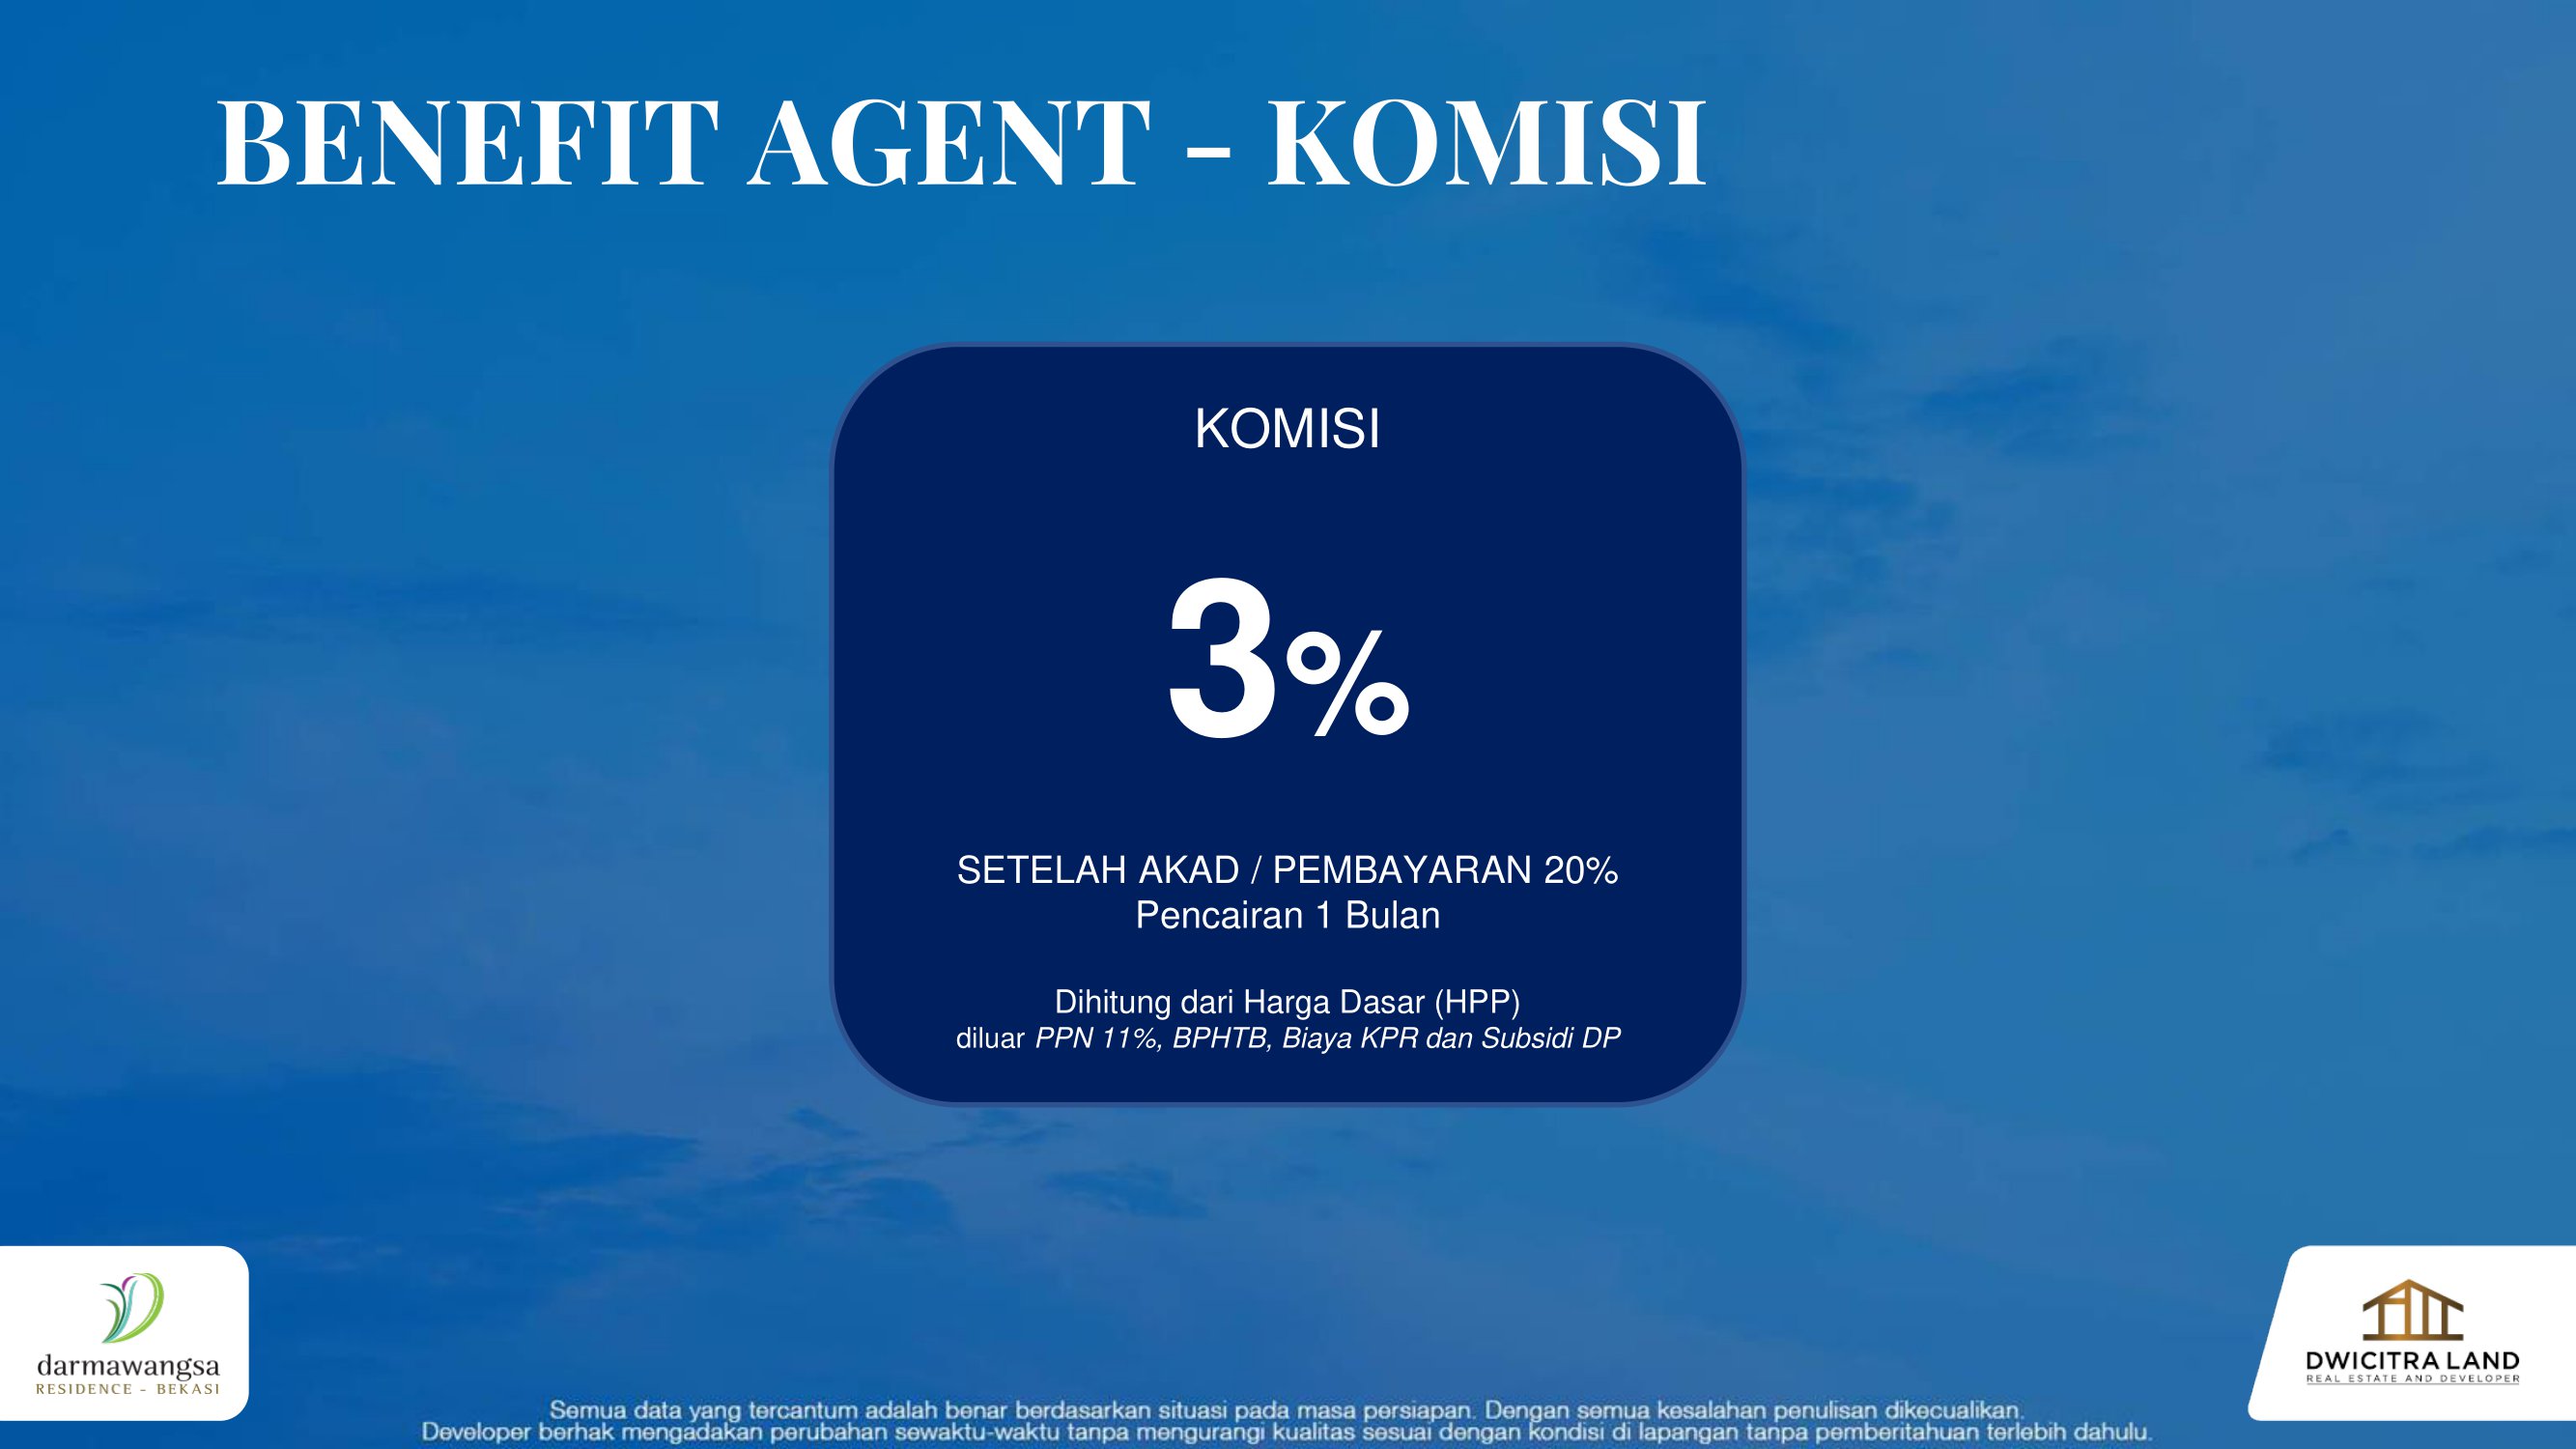 BENEFIT AGENT - KOMISI
KOMISI
3%
SETELAH AKAD / PEMBAYARAN 20%
Pencairan 1 Bulan
Dihitung dari Harga Dasar (HPP)
diluar PPN 11%, BPHTB, Biaya KPR dan Subsidi DP
darmawangsa
RESIDENCE - BEKASI
DWICITRA LAND
REAL ESTATE AND DEVELOPER
Semua data yang tercantum adalah benar berdasarkan situasi pada masa persiapan. Dengan semua kesalahan penulisan dikecualikan.
Developer berhak mengadakan perubahan sewaktu-waktu tanpa mengurangi kualitas sesuai dengan kondisi di lapangan tanpa pemberitahuan terlebih dahulu.